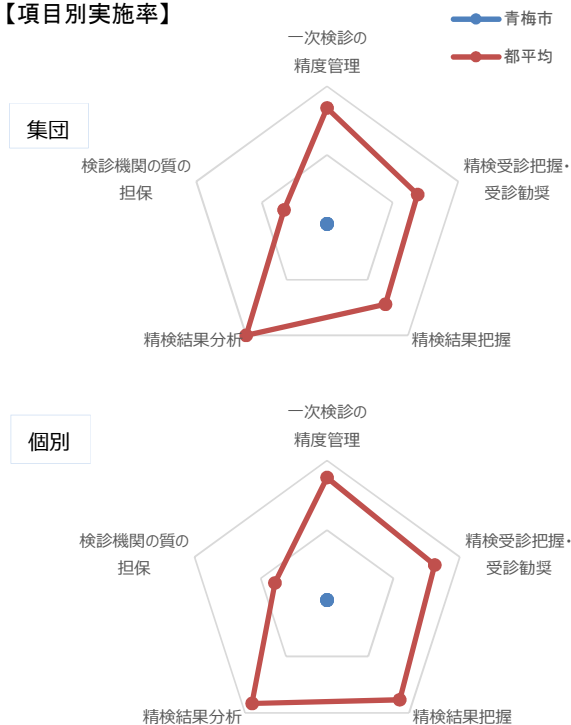 【項目別実施率】
青梅市
都平均
集団
一次検診の
精度管理
精検受診把握・
受診勧奨
精検結果把握
精検結果分析
検診機関の質の
担保
個別
一次検診の
精度管理
精検受診把握・
受診勧奨
精検結果把握
精検結果分析
検診機関の質の
担保